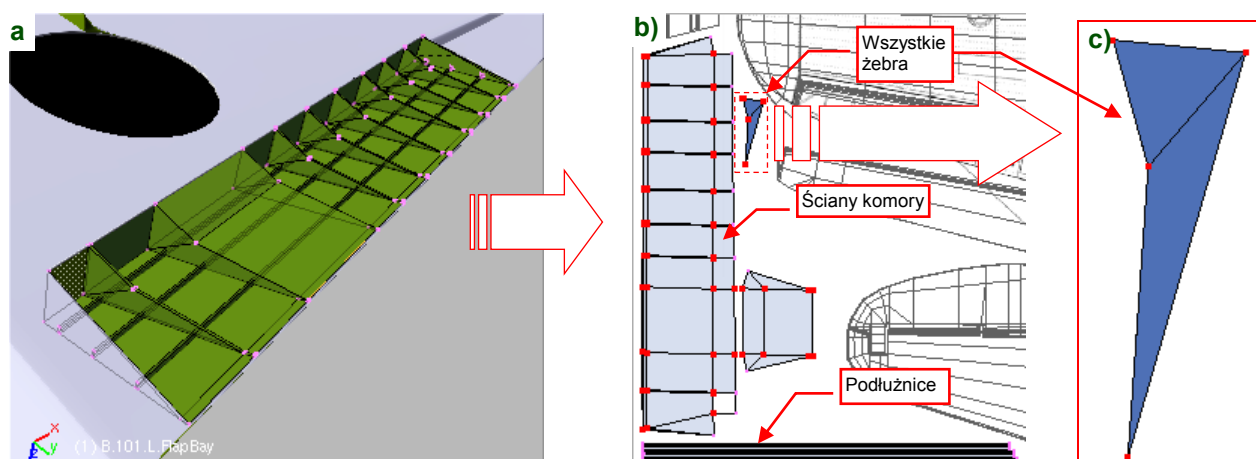 a
b)
c)
Wszystkie
żebra
Ściany komory
Podłużnice
x
y
z
(1) B.101.L.FlapBay